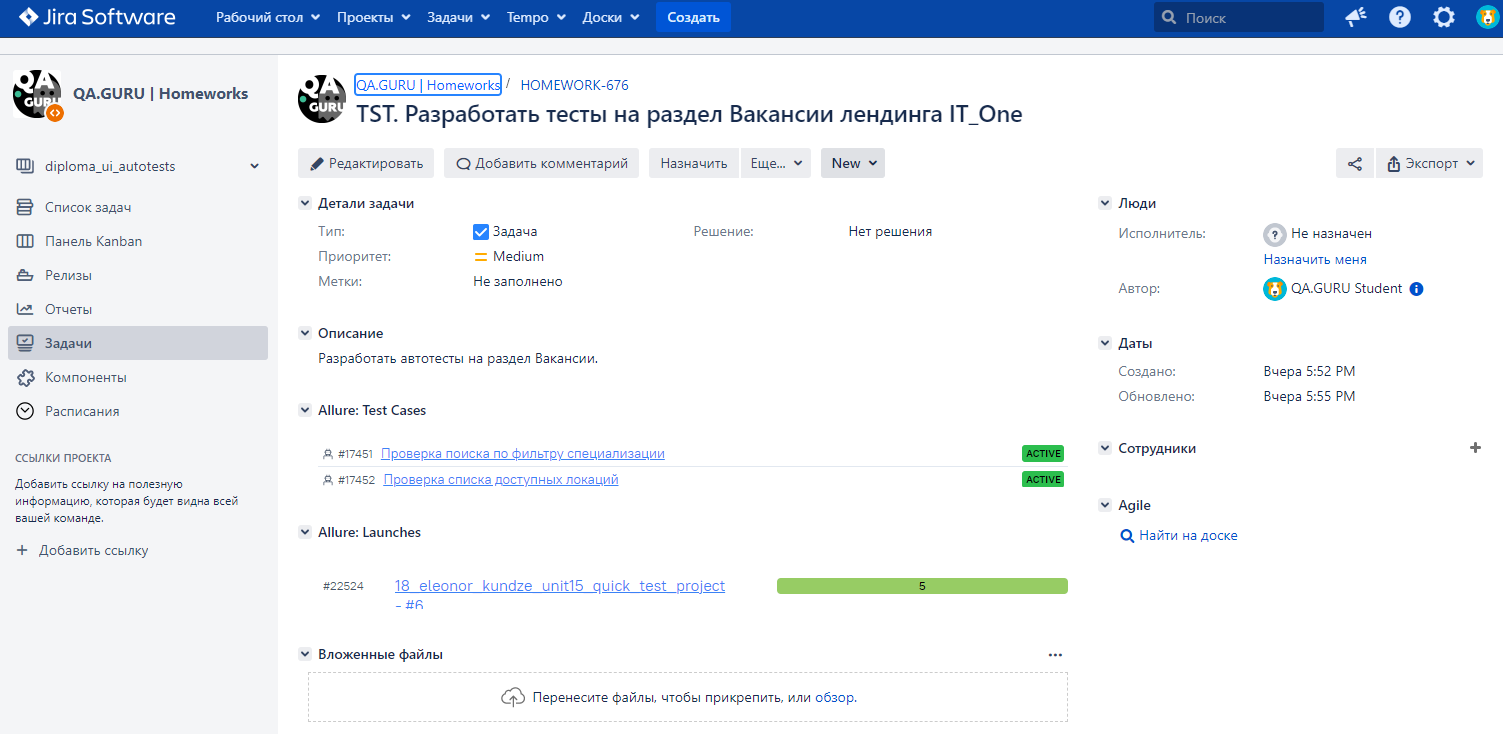 Jira Software Рабочий стол Проекты Задачи Tempo Доски Создать Поиск
QA GURU
QA.GURU | Homeworks
diploma_ui_autotests
Список задач
Панель Kanban
Релизы
Отчеты
Задачи
Компоненты
Расписания
ССЫЛКИ ПРОЕКТА
Добавить ссылку на полезную
информацию, которая будет видна всей
вашей команде.
+ Добавить ссылку
QA GURU
QA.GURU | Homeworks / HOMEWORK-676
TST. Разработать тесты на раздел Вакансии лендинга IT_One
Редактировать Добавить комментарий Назначить Еще... New Экспорт
Детали задачи
Тип: Задача Решение: Нет решения
Приоритет: Medium
Метки: Не заполнено
Описание
Разработать автотесты на раздел Вакансии.
Allure: Test Cases
#17451 Проверка поиска по фильтру специализации ACTIVE
#17452 Проверка списка доступных локаций ACTIVE
Allure: Launches
#22524 18_eleonor_kundze_unit15_quick_test_project 5
- #6
Вложенные файлы
Перенесите файлы, чтобы прикрепить, или обзор.
Люди
Исполнитель: Не назначен
Назначить меня
Автор: QA.GURU Student
Даты
Создано: Вчера 5:52 PM
Обновлено: Вчера 5:55 PM
Сотрудники
Agile
Найти на доске